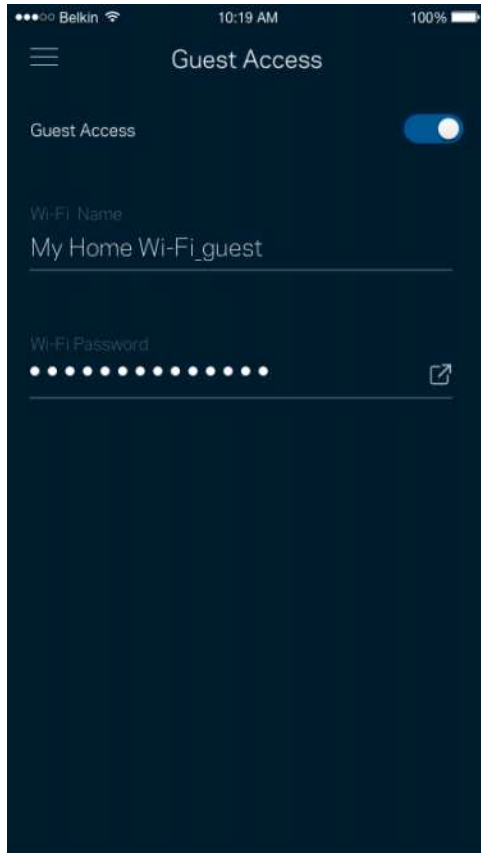 Belkin 10:19 AM 100%
Guest Access
Guest Access
Wi-Fi Name
My Home Wi-Fi_guest
Wi-Fi Password
●●●●●●●●●●●●●●